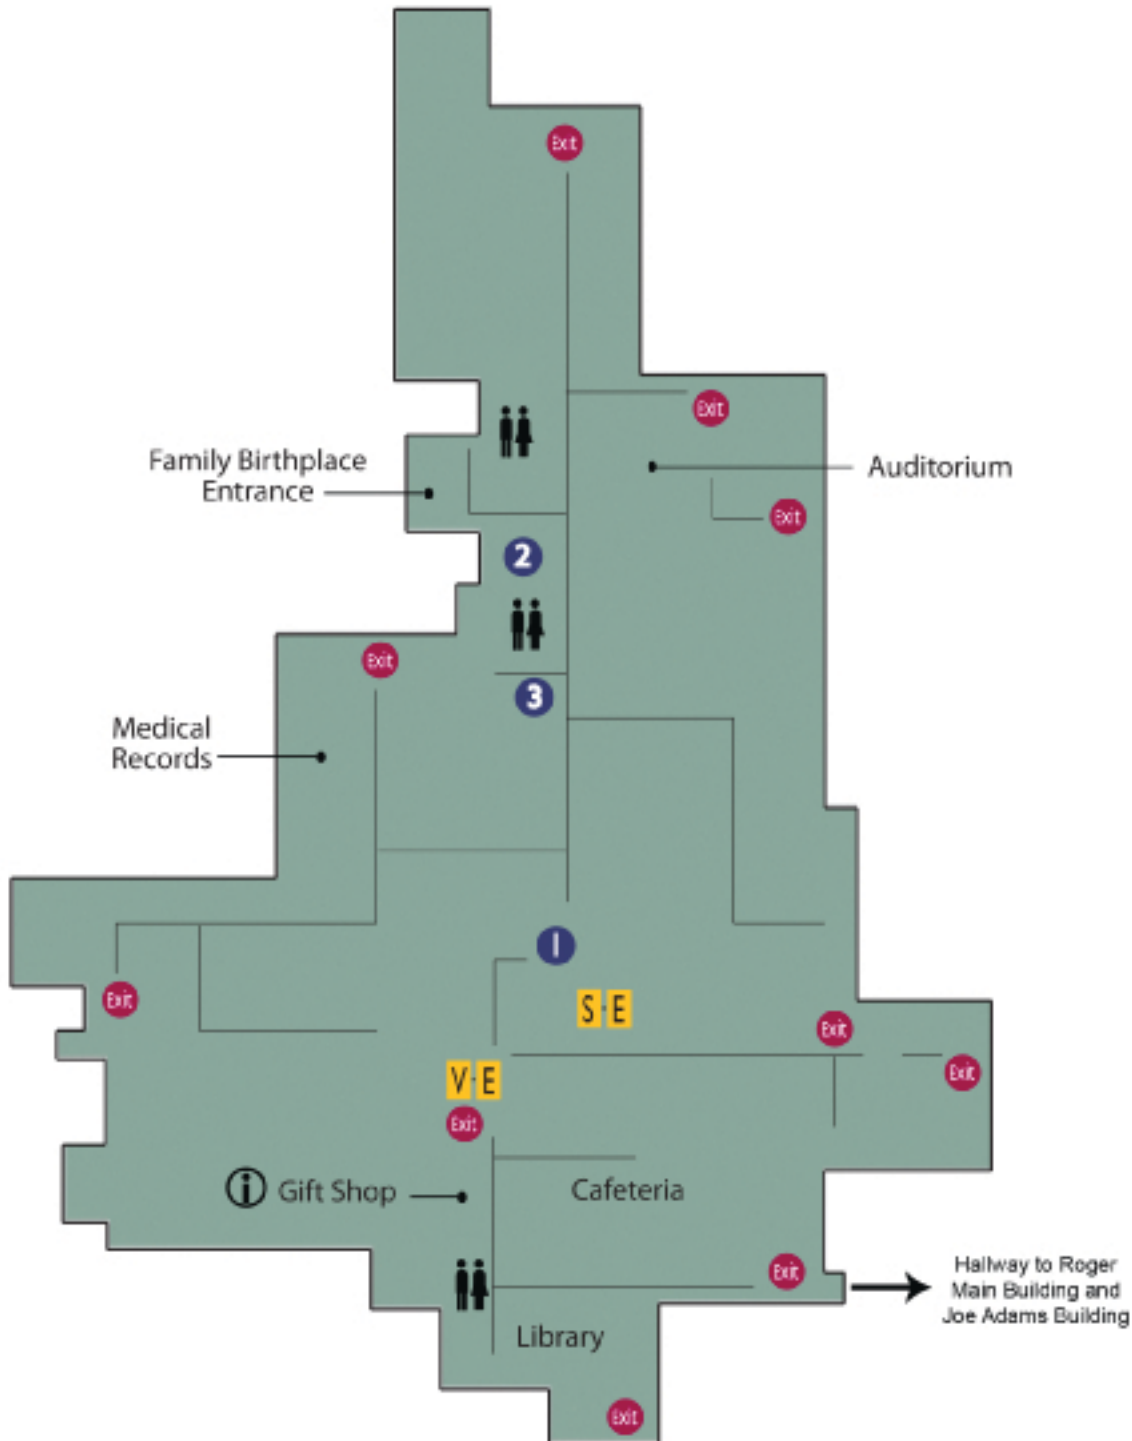 Exit
Exit
Family Birthplace
Entrance
Auditorium
Exit
2
Exit
3
Medical
Records
1
Exit
S-E
Exit
V-E
Exit
Exit
i Gift Shop
Cafeteria
Exit
Hallway to Roger
Main Building and
Joe Adams Building
Library
Exit